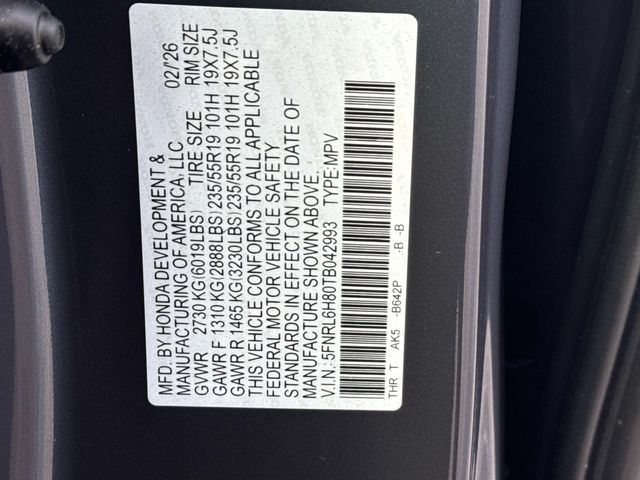 MFD. BY HONDA DEVELOPMENT & 02/'26
MANUFACTURING OF AMERICA, LLC
GVWR 2730 KG(6019LBS) TIRE SIZE RIM SIZE
GAWR F 1310 KG(2888LBS)235/55R19 101H 19X7.5J
GAWR R 1465 KG(3230LBS)235/55R19 101H 19X7.5J
THIS VEHICLE CONFORMS TO ALL APPLICABLE
FEDERAL MOTOR VEHICLE SAFETY
STANDARDS IN EFFECT ON THE DATE OF
MANUFACTURE SHOWN ABOVE.
V.I.N.: 5FNRL6H80TB042993 TYPE:MPV
THR T AK5 -B642P -B -B